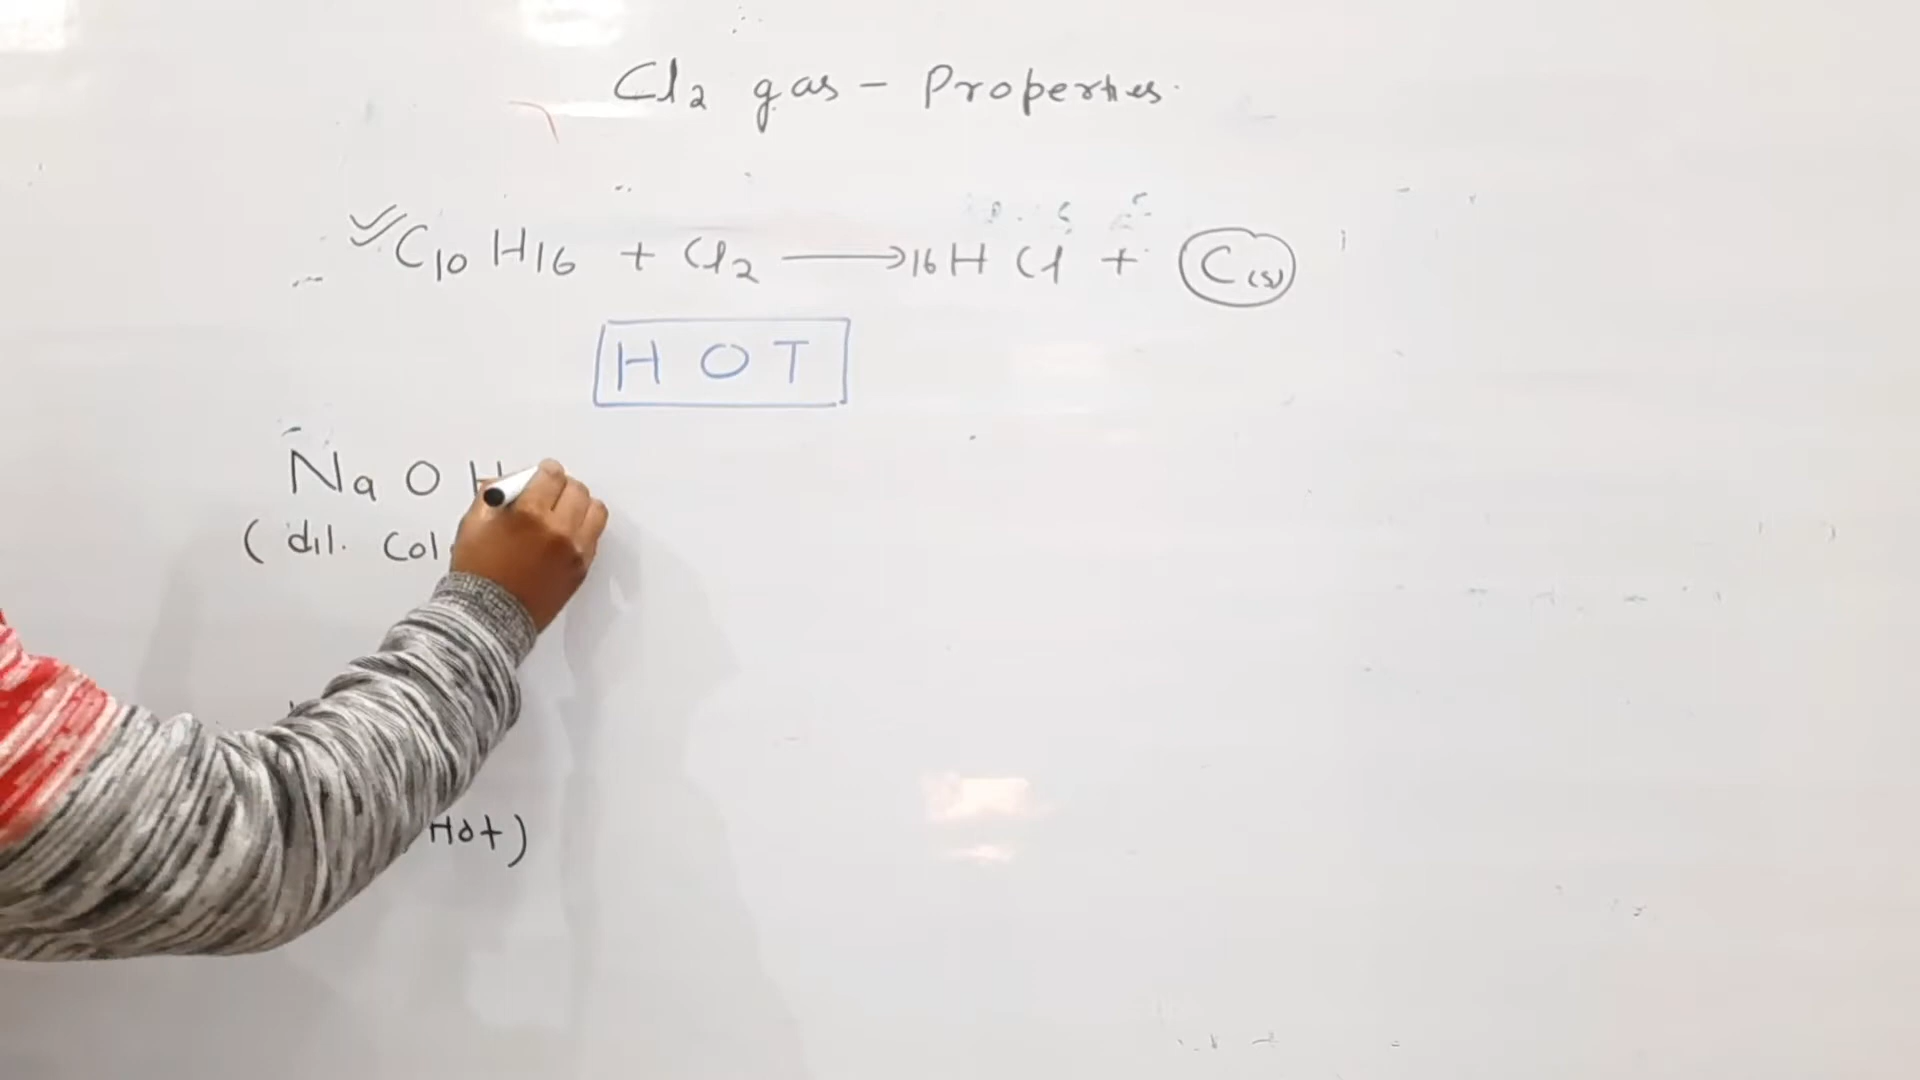 Cl₂ gas – Properties.
C₁₀ H₁₆ + Cl₂ ⟶ 16 H Cl + C(s)
H O T
Na O H
( dil. Col
Hot)